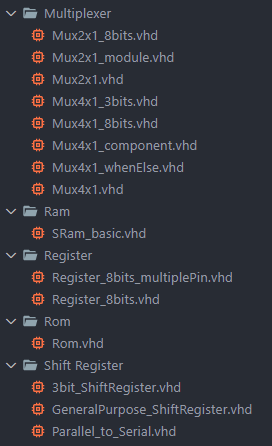 Multiplexer
Mux2x1_8bits.vhd
Mux2x1_module.vhd
Mux2x1.vhd
Mux4x1_3bits.vhd
Mux4x1_8bits.vhd
Mux4x1_component.vhd
Mux4x1_whenElse.vhd
Mux4x1.vhd
Ram
SRam_basic.vhd
Register
Register_8bits_multiplePin.vhd
Register_8bits.vhd
Rom
Rom.vhd
Shift Register
3bit_ShiftRegister.vhd
GeneralPurpose_ShiftRegister.vhd
Parallel_to_Serial.vhd